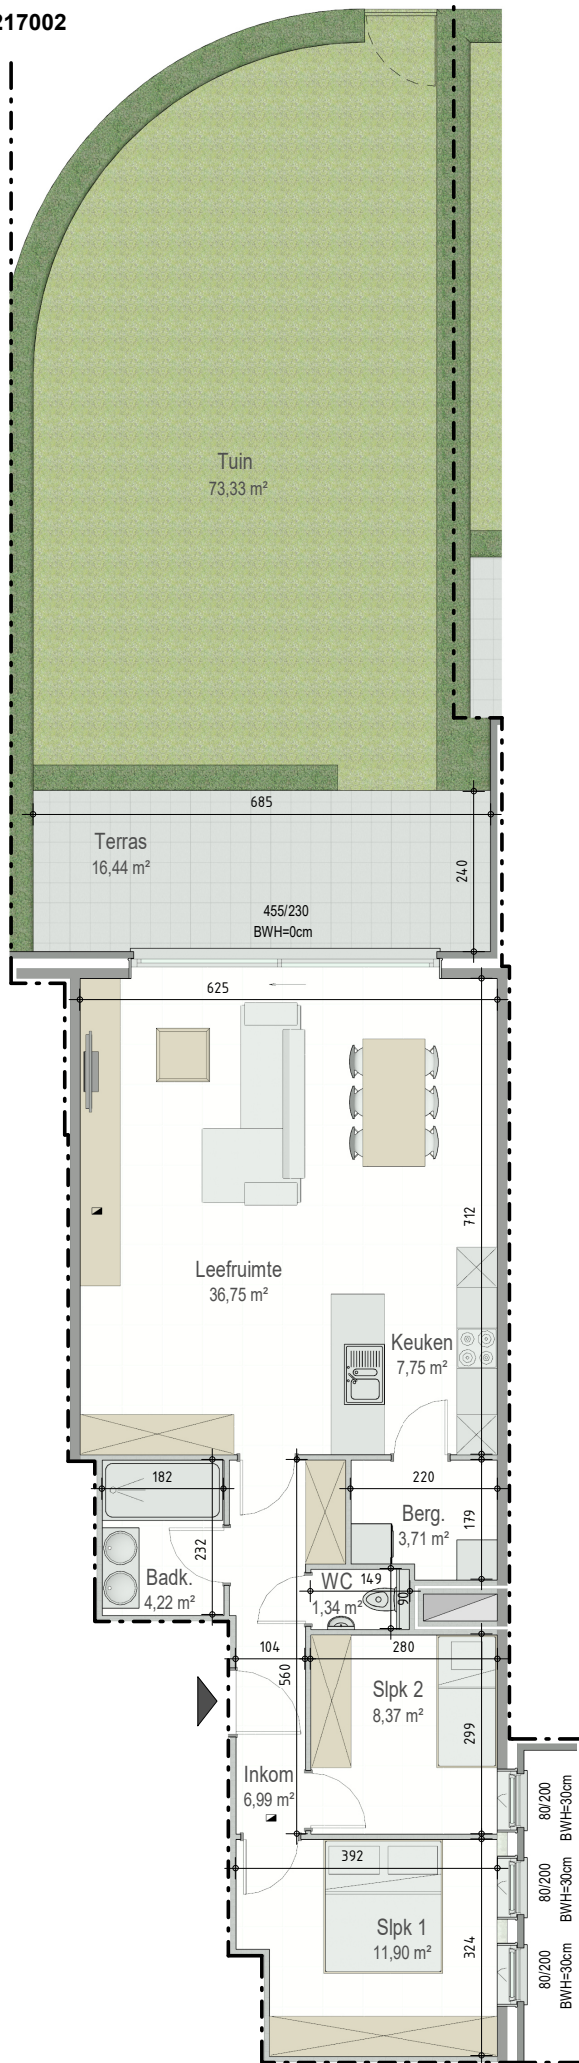 217002
Tuin
73,33 m²
685
Terras
16,44 m²
240
455/230
BWH=0cm
625
712
Leefruimte
36,75 m²
Keuken
7,75 m²
182
220
Berg.
3,71 m²
179
232
Badk.
4,22 m²
WC
149
1,34 m²
90
104
280
560
Slpk 2
8,37 m²
299
Inkom
6,99 m²
80/200
BWH=30cm
392
80/200
BWH=30cm
Slpk 1
11,90 m²
324
80/200
BWH=30cm